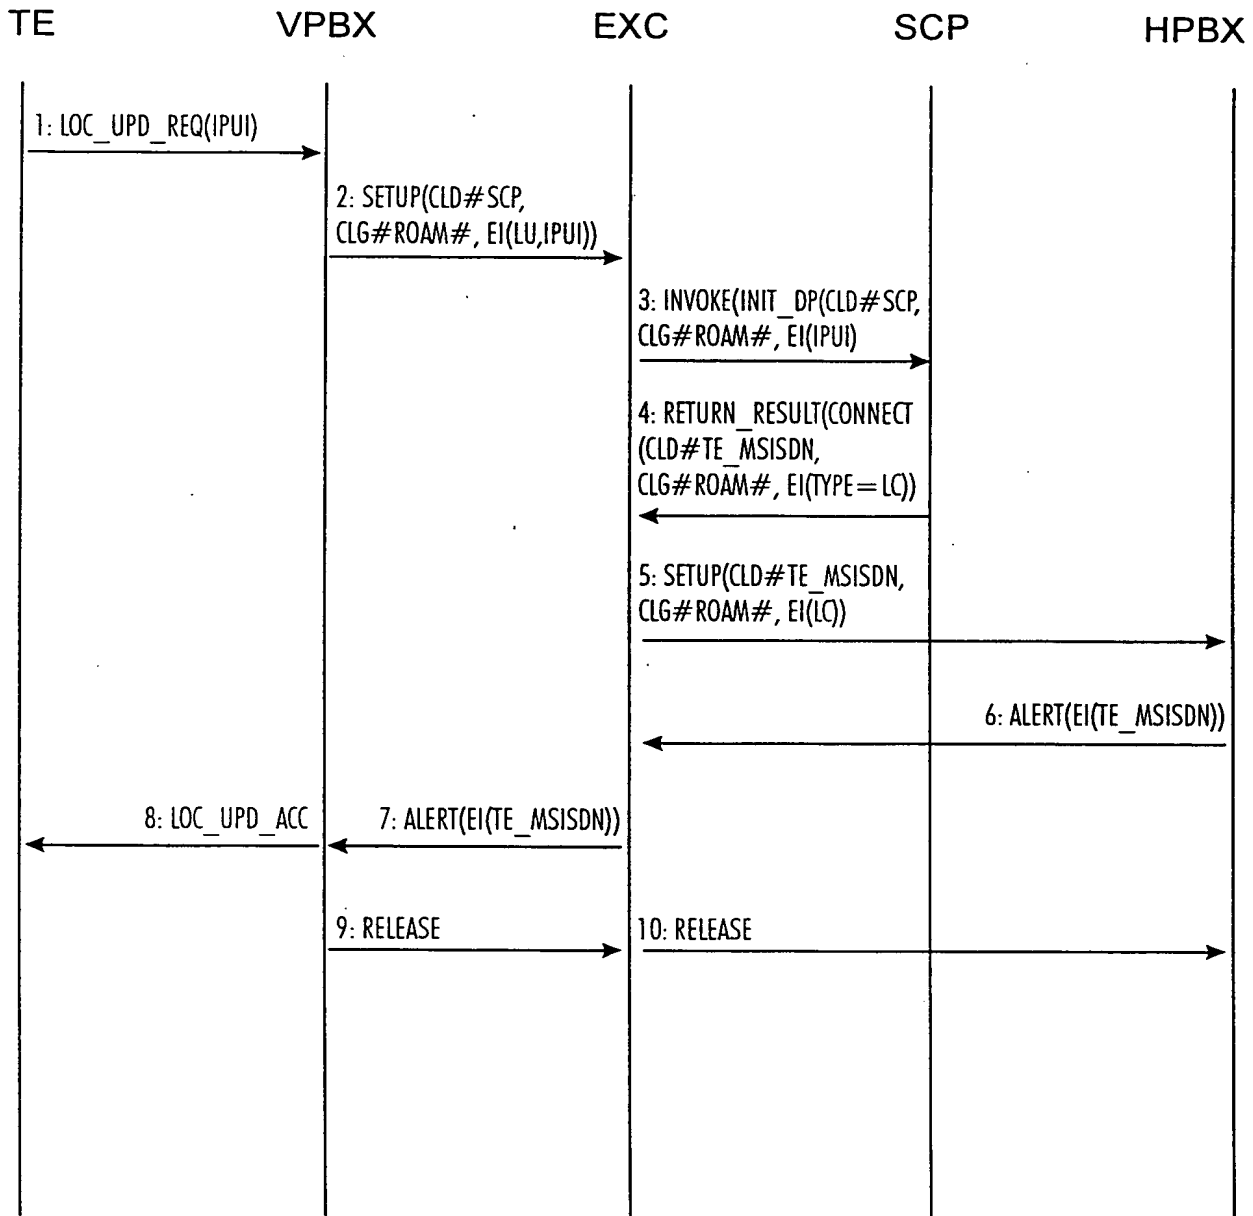 TE VPBX EXC SCP HPBX
1: LOC_UPD_REQ(IPUI)
2: SETUP(CLD#SCP,
CLG#ROAM#, EI(LU,IPUI))
3: INVOKE(INIT_DP(CLD#SCP,
CLG#ROAM#, EI(IPUI)
4: RETURN_RESULT(CONNECT
(CLD#TE_MSISDN,
CLG#ROAM#, EI(TYPE=LC))
5: SETUP(CLD#TE_MSISDN,
CLG#ROAM#, EI(LC))
6: ALERT(EI(TE_MSISDN))
8: LOC_UPD_ACC
7: ALERT(EI(TE_MSISDN))
9: RELEASE
10: RELEASE